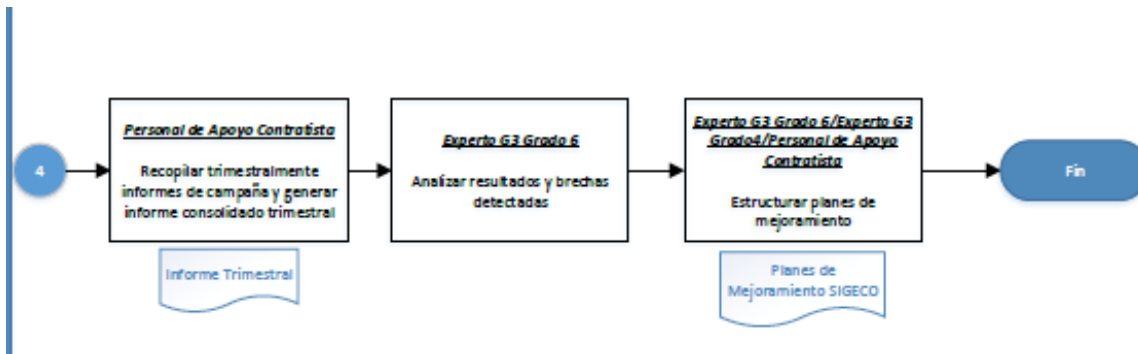 4
Personal de Apoyo Contratista
Recopilar trimestralmente
informes de campaña y generar
informe consolidado trimestral
Informe Trimestral
Experto G3 Grado 6
Analizar resultados y brechas
detectadas
Experto G3 Grado 6/Experto G3
Grado4/Personal de Apoyo
Contratista
Estructurar planes de
mejoramiento
Planes de
Mejoramiento SIGECO
Fin